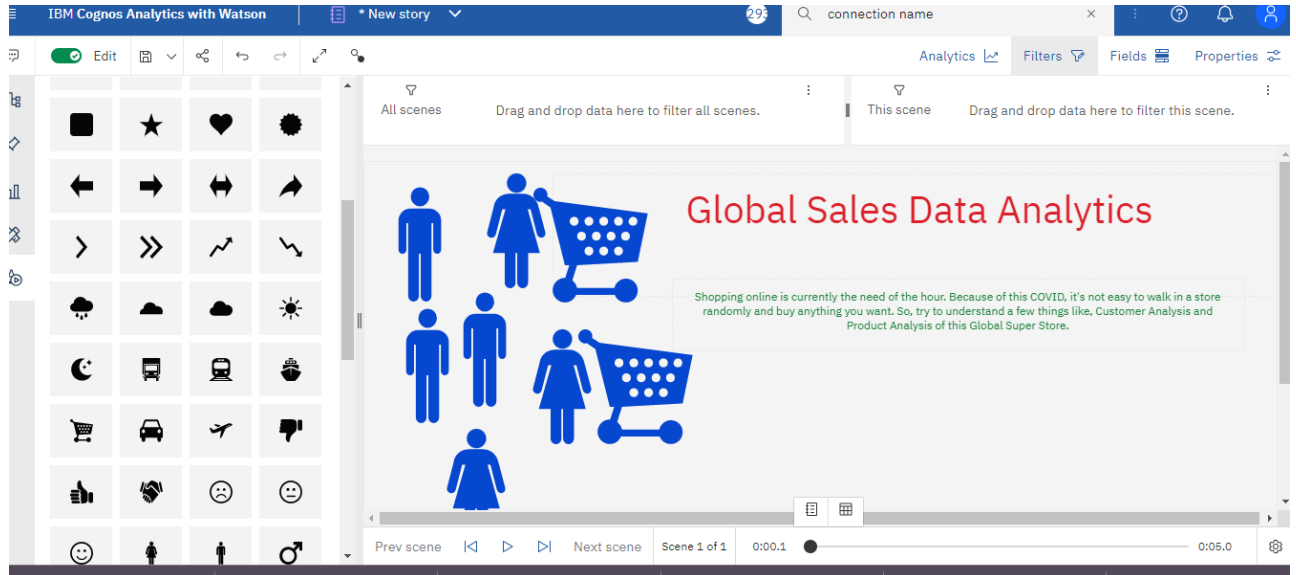 IBM Cognos Analytics with Watson
* New story
293
connection name
Edit
Analytics
Filters
Fields
Properties
All scenes
Drag and drop data here to filter all scenes.
This scene
Drag and drop data here to filter this scene.
Global Sales Data Analytics
Shopping online is currently the need of the hour. Because of this COVID, it's not easy to walk in a store
randomly and buy anything you want. So, try to understand a few things like, Customer Analysis and
Product Analysis of this Global Super Store.
Prev scene
Next scene
Scene 1 of 1
0:00.1
0:05.0